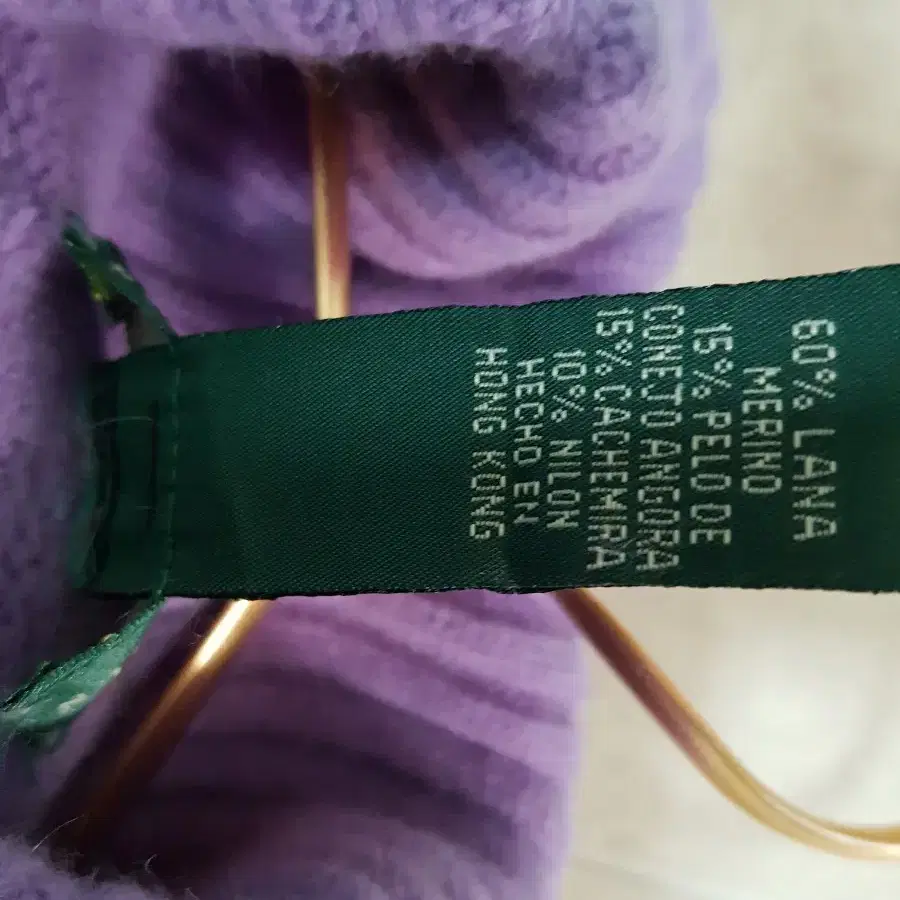 60% LANA
MERINO
15% PELO DE
CONEJO ANGORA
15% CACHEMIRA
10% NILON
HECHO EN
HONG KONG